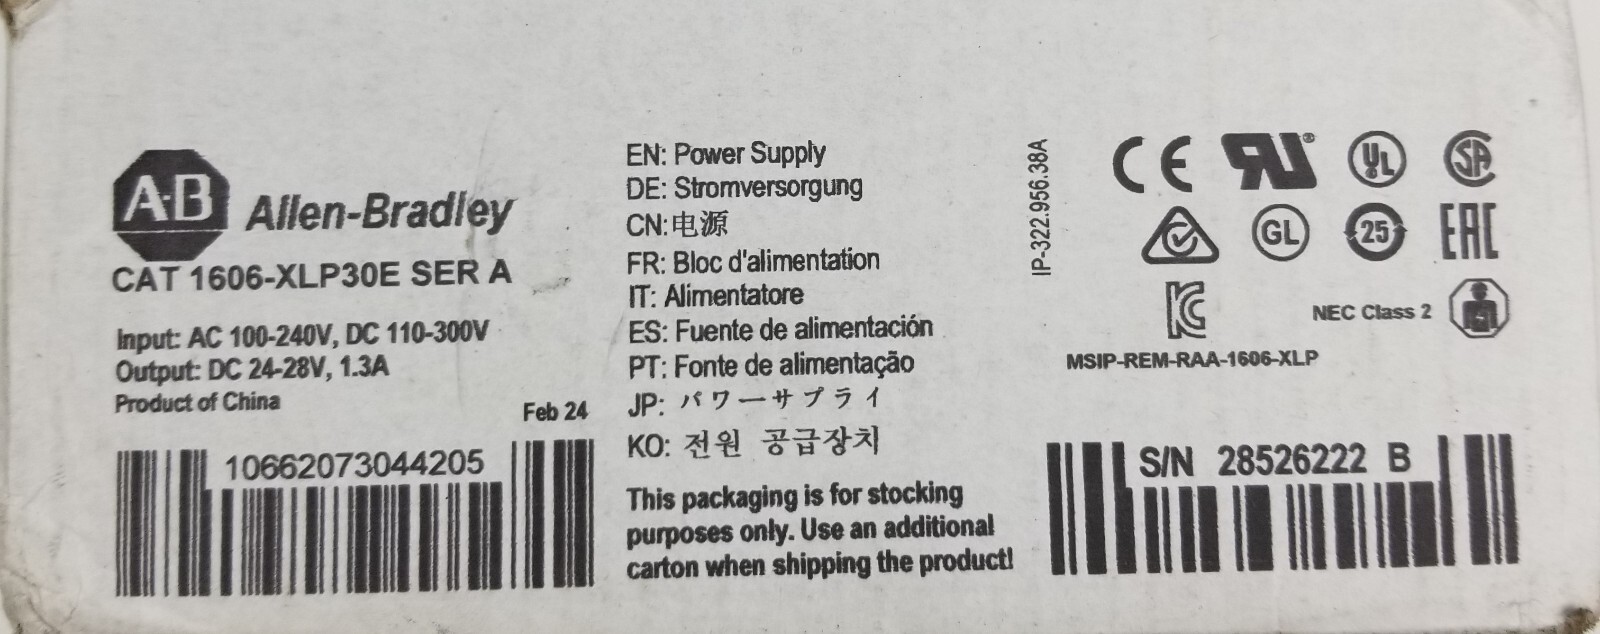 A-B Allen-Bradley
CAT 1606-XLP30E SER A
Input: AC 100-240V, DC 110-300V
Output: DC 24-28V, 1.3A
Product of China
Feb 24
10662073044205
EN: Power Supply
DE: Stromversorgung
CN:电源
FR: Bloc d'alimentation
IT: Alimentatore
ES: Fuente de alimentación
PT: Fonte de alimentação
JP: パワーサプライ
KO: 전원 공급장치
This packaging is for stocking
purposes only. Use an additional
carton when shipping the product!
IP-322.956.38A
CE RU® UL SA
GL 25 EAC
KC NEC Class 2
MSIP-REM-RAA-1606-XLP
S/N 28526222 B